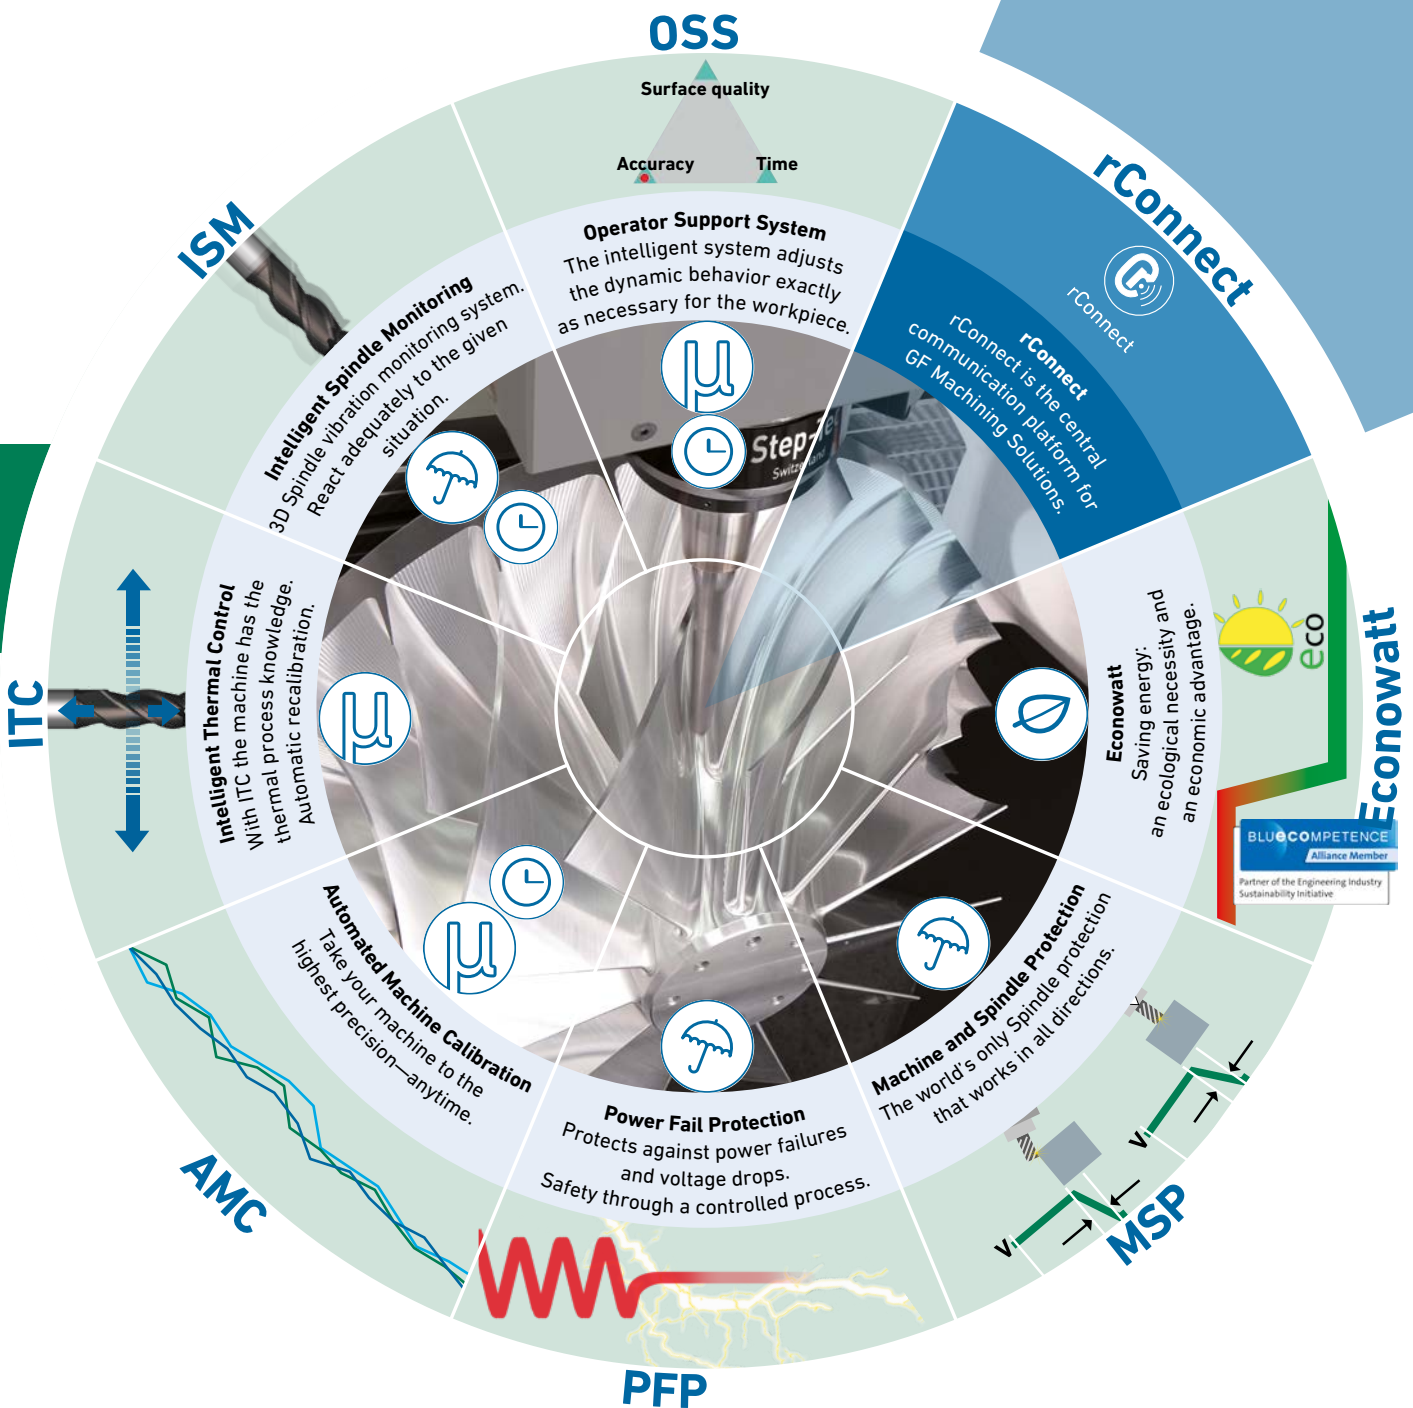 OSS
Surface quality
Accuracy
Time
Operator Support System
The intelligent system adjusts
the dynamic behavior exactly
as necessary for the workpiece.
rConnect
rConnect
rConnect
rConnect is the central
communication platform for
GF Machining Solutions.
Econowatt
eco
Econowatt
Saving energy:
an ecological necessity and
an economic advantage.
BLUeCOMPETENCE
Alliance Member
Partner of the Engineering Industry
Sustainability Initiative
MSP
Machine and Spindle Protection
The world's only Spindle protection
that works in all directions.
V
V
PFP
Power Fail Protection
Protects against power failures
and voltage drops.
Safety through a controlled process.
AMC
Automated Machine Calibration
Take your machine to the
highest precision—anytime.
ITC
Intelligent Thermal Control
With ITC the machine has the
thermal process knowledge.
Automatic recalibration.
ISM
Intelligent Spindle Monitoring
3D Spindle vibration monitoring system.
React adequately to the given
situation.
μ
μ
μ
Step-Tec
Switzerland